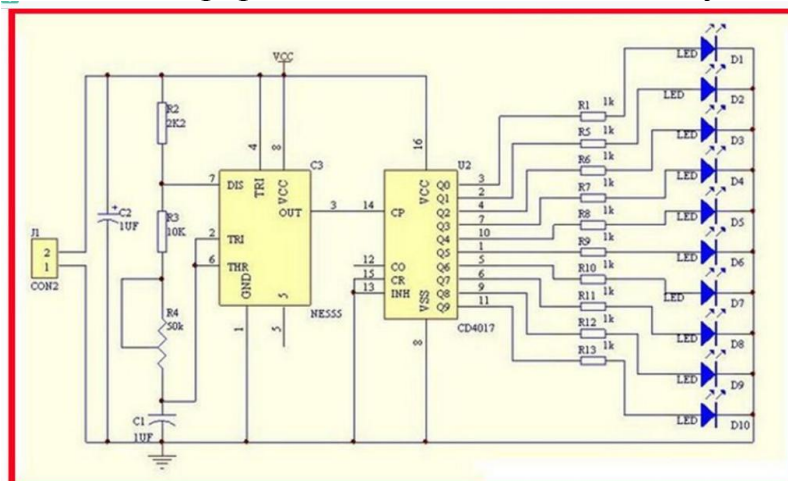 VCC
R2
2K2
R3
10K
R4
50k
C2
1UF
C1
1UF
J1
2
1
CON2
C3
4
8
7
DIS
TRI
VCC
OUT
3
2
TRI
6
THR
GND
1
5
5
NE555
U2
16
VCC
14
CP
12
CO
15
CR
13
INH
VSS
8
CD4017
Q0
3
Q1
2
Q2
4
Q3
7
Q4
10
Q5
1
Q6
5
Q7
6
Q8
9
Q9
11
R1
1k
R5
1k
R6
1k
R7
1k
R8
1k
R9
1k
R10
1k
R11
1k
R12
1k
R13
1k
LED
D1
LED
D2
LED
D3
LED
D4
LED
D5
LED
D6
LED
D7
LED
D8
LED
D9
LED
D10